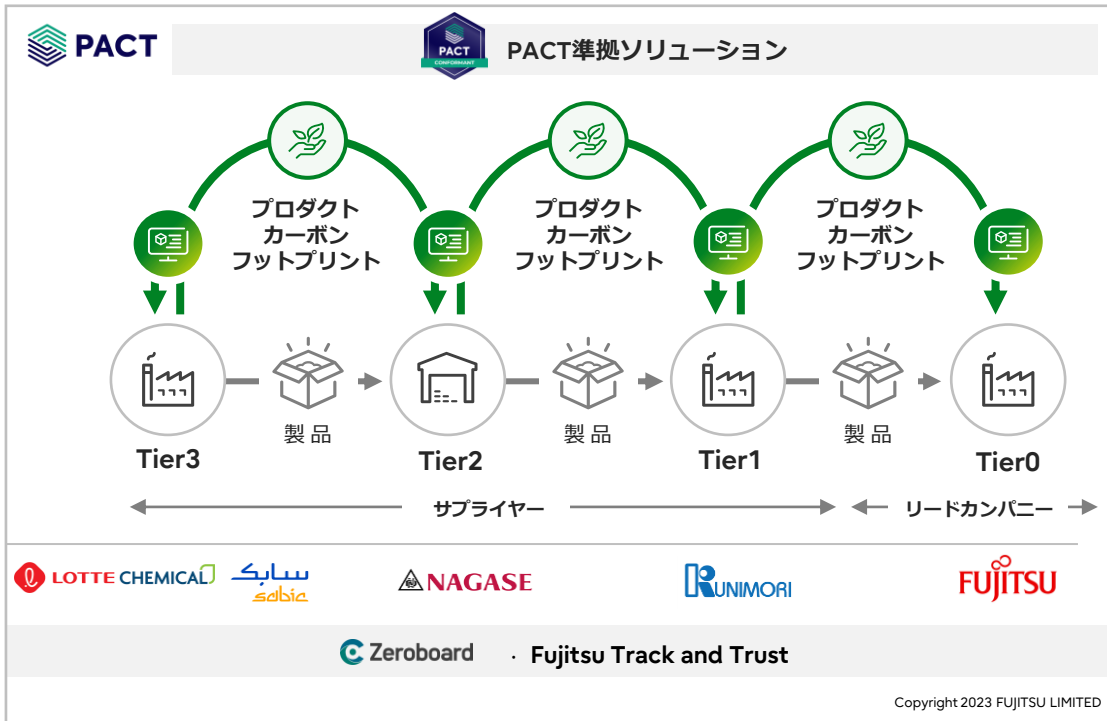 PACT
PACT
CONFORMANT
PACT準拠ソリューション
プロダクト
カーボン
フットプリント
プロダクト
カーボン
フットプリント
プロダクト
カーボン
フットプリント
製品
製品
製品
Tier3
Tier2
Tier1
Tier0
サプライヤー
リードカンパニー
LOTTE CHEMICAL
سابك
sabic
NAGASE
RUNIMORI
FUJITSU
Zeroboard
· Fujitsu Track and Trust
Copyright 2023 FUJITSU LIMITED